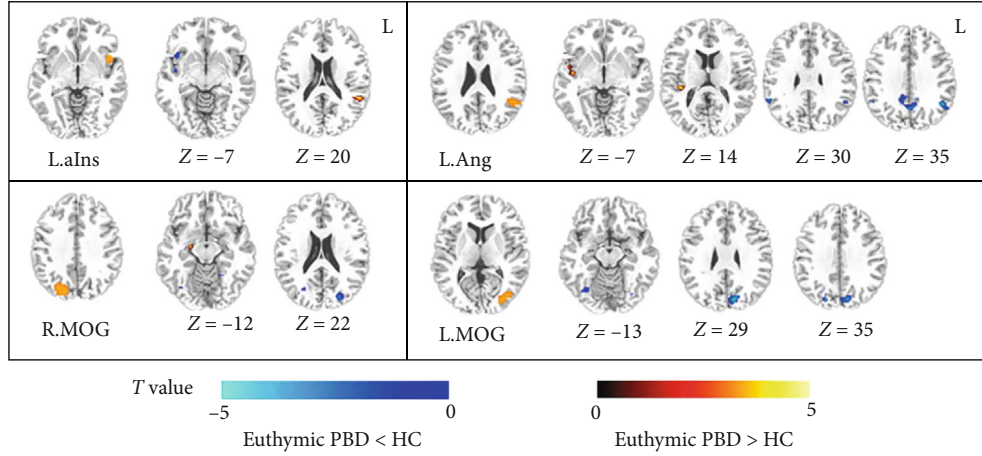 L
L.aIns
Z = –7
Z = 20
L
L.Ang
Z = –7
Z = 14
Z = 30
Z = 35
R.MOG
Z = –12
Z = 22
L.MOG
Z = –13
Z = 29
Z = 35
T value
–5
0
Euthymic PBD < HC
0
5
Euthymic PBD > HC